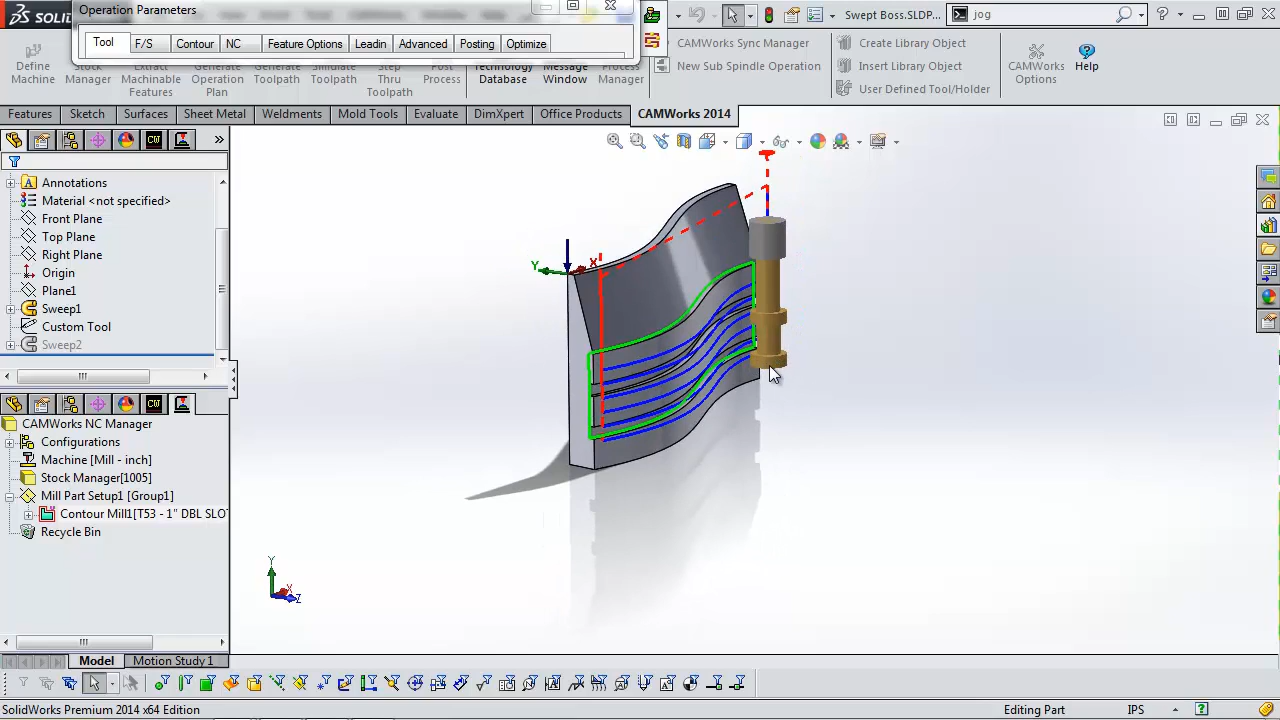 Operation Parameters
SOLID
Swept Boss.SLDP...
jog
Tool F/S Contour NC Feature Options Leadin Advanced Posting Optimize
CAMWorks Sync Manager
New Sub Spindle Operation
Create Library Object
Insert Library Object
User Defined Tool/Holder
CAMWorks Options
Help
Define Machine
Stock Manager
Extract Machinable Features
Generate Operation Plan
Generate Toolpath
Simulate Toolpath
Step Thru Toolpath
Post Process
Technology Database
Message Window
Process Manager
Features Sketch Surfaces Sheet Metal Weldments Mold Tools Evaluate DimXpert Office Products CAMWorks 2014
Annotations
Material <not specified>
Front Plane
Top Plane
Right Plane
Origin
Plane1
Sweep1
Custom Tool
Sweep2
Y X
CAMWorks NC Manager
Configurations
Machine [Mill - inch]
Stock Manager[1005]
Mill Part Setup1 [Group1]
Contour Mill1[T53 - 1" DBL SLO
Recycle Bin
Y
X
Z
Model Motion Study 1
SolidWorks Premium 2014 x64 Edition
Editing Part
IPS